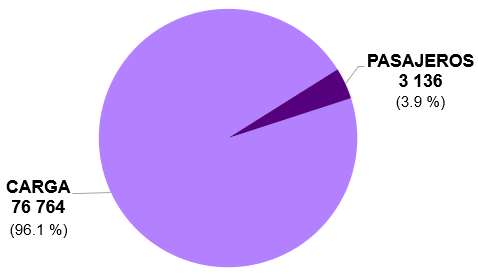 PASAJEROS
3 136
(3.9 %)
CARGA
76 764
(96.1 %)